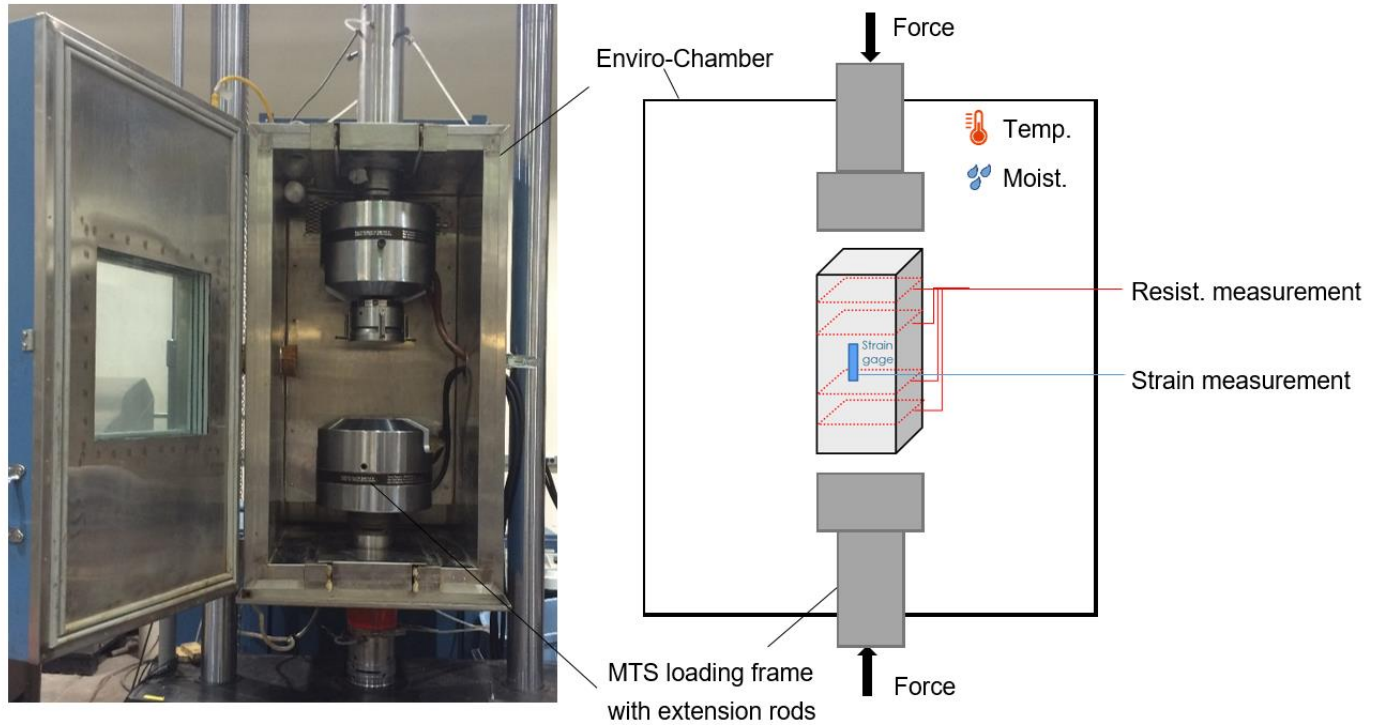 Force
Enviro-Chamber
Temp.
Moist.
Resist. measurement
Strain
gage
Strain measurement
MTS loading frame
with extension rods
Force